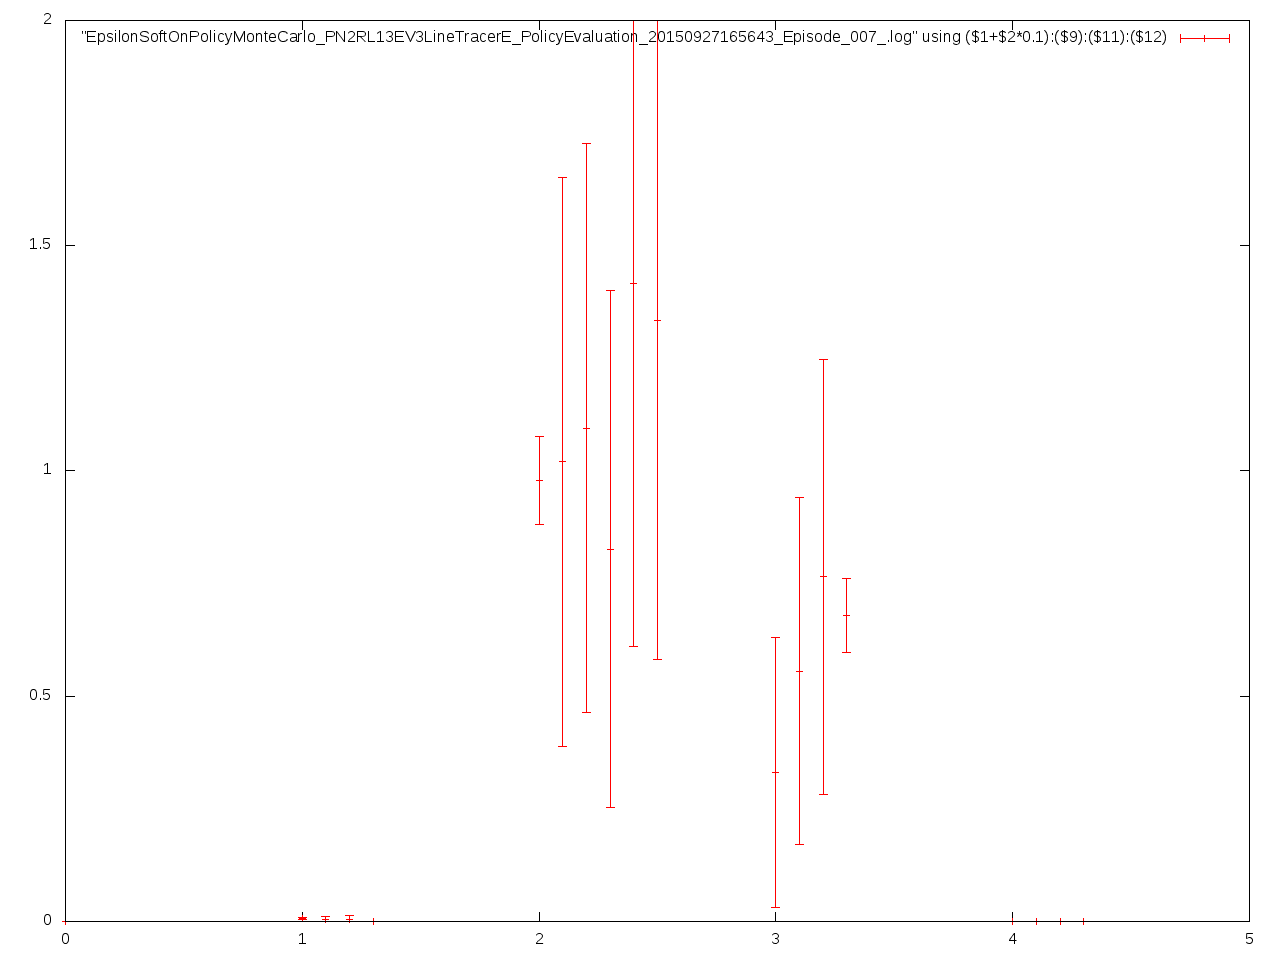 2
"EpsilonSoftOnPolicyMonteCarlo_PN2RL13EV3LineTracerE_PolicyEvaluation_20150927165643_Episode_007_.log" using ($1+$2*0.1):($9):($11):($12)
1.5
1
0.5
0
0 1 2 3 4 5